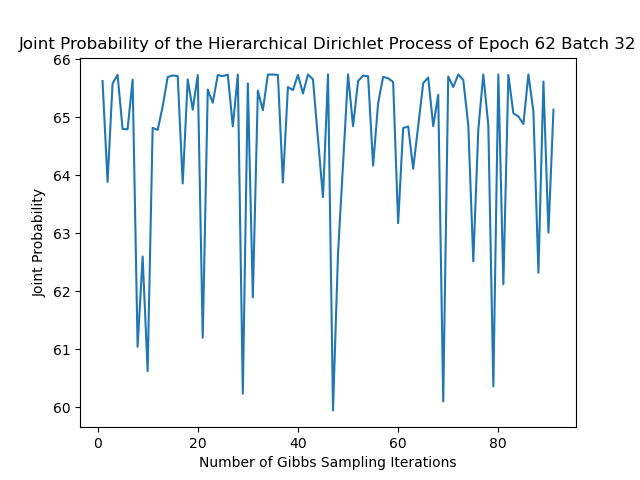 Joint Probability of the Hierarchical Dirichlet Process of Epoch 62 Batch 32
66
65
64
63
62
61
60
Joint Probability
0 20 40 60 80
Number of Gibbs Sampling Iterations